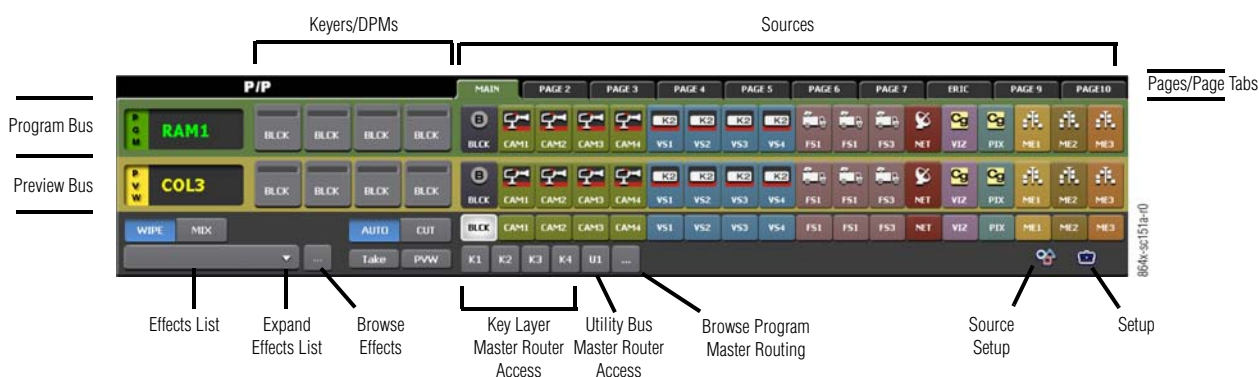 Keyers/DPMs Sources
P/P MAIN PAGE 2 PAGE 3 PAGE 4 PAGE 5 PAGE 6 PAGE 7 ERIC PAGE 9 PAGE10
Pages/Page Tabs
Program Bus
PGM RAM1 BLCK BLCK BLCK BLCK
B Cg Cg
K2 K2 K2 K2
BLCK CAM1 CAM2 CAM3 CAM4 VS1 VS2 VS3 VS4 FS1 FS1 FS3 NET VIZ PIX ME1 ME2 ME3
Preview Bus
PVW COL3 BLCK BLCK BLCK BLCK
B Cg Cg
K2 K2 K2 K2
BLCK CAM1 CAM2 CAM3 CAM4 VS1 VS2 VS3 VS4 FS1 FS1 FS3 NET VIZ PIX ME1 ME2 ME3
WIPE MIX AUTO CUT BLCK CAM1 CAM2 CAM3 CAM4 VS1 VS2 VS3 VS4 FS1 FS1 FS3 NET VIZ PIX ME1 ME2 ME3
... Take PVW K1 K2 K3 K4 U1 ...
864x-sc151a-r0
Effects List
Expand
Effects List
Browse
Effects
Key Layer
Master Router
Access
Utility Bus
Master Router
Access
Browse Program
Master Routing
Source
Setup
Setup